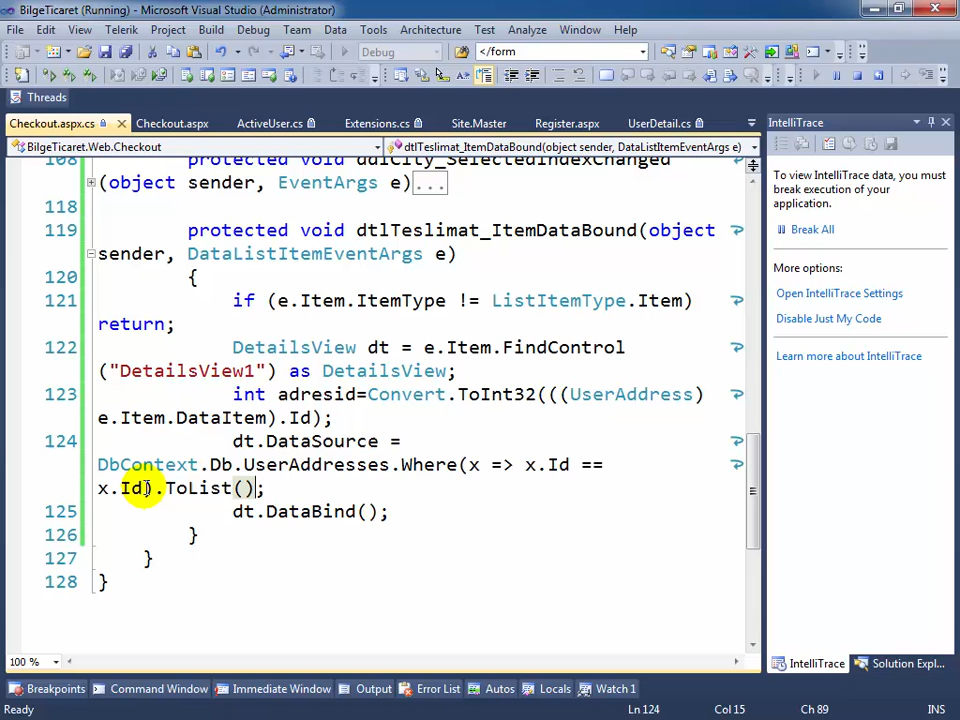 BilgeTicaret (Running) - Microsoft Visual Studio (Administrator)
File Edit View Telerik Project Build Debug Team Data Tools Architecture Test Analyze Window Help
Debug </form
Threads
Checkout.aspx.cs Checkout.aspx ActiveUser.cs Extensions.cs Site.Master Register.aspx UserDetail.cs
BilgeTicaret.Web.Checkout dtlTeslimat_ItemDataBound(object sender, DataListItemEventArgs e)
108 protected void ddlCity_SelectedIndexChanged
(object sender, EventArgs e)...
118
119 protected void dtlTeslimat_ItemDataBound(object
sender, DataListItemEventArgs e)
120 {
121 if (e.Item.ItemType != ListItemType.Item)
return;
122 DetailsView dt = e.Item.FindControl
("DetailsView1") as DetailsView;
123 int adresid=Convert.ToInt32(((UserAddress)
e.Item.DataItem).Id);
124 dt.DataSource =
DbContext.Db.UserAddresses.Where(x => x.Id ==
x.Id).ToList();
125 dt.DataBind();
126 }
127 }
128 }
100 %
IntelliTrace
To view IntelliTrace data, you must
break execution of your
application.
Break All
More options:
Open IntelliTrace Settings
Disable Just My Code
Learn more about IntelliTrace
IntelliTrace Solution Expl...
Breakpoints Command Window Immediate Window Output Error List Autos Locals Watch 1
Ready Ln 124 Col 15 Ch 89 INS